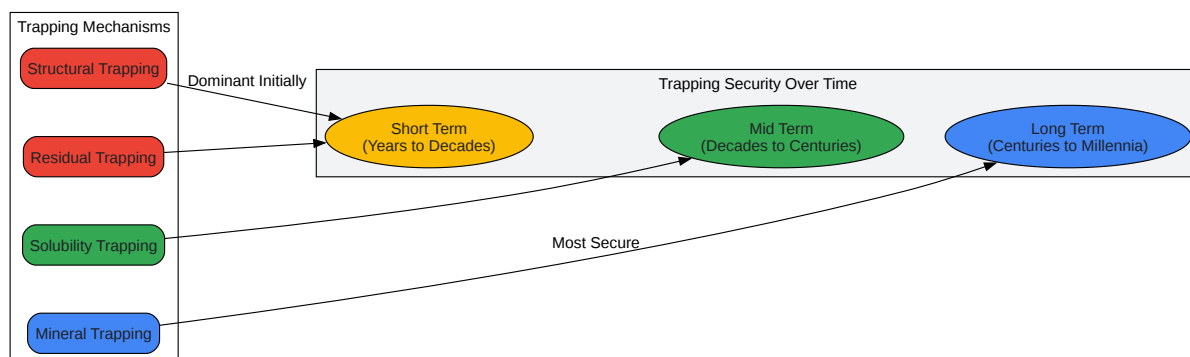 Trapping Mechanisms
Structural Trapping
Residual Trapping
Solubility Trapping
Mineral Trapping
Dominant Initially
Most Secure
Trapping Security Over Time
Short Term
(Years to Decades)
Mid Term
(Decades to Centuries)
Long Term
(Centuries to Millennia)